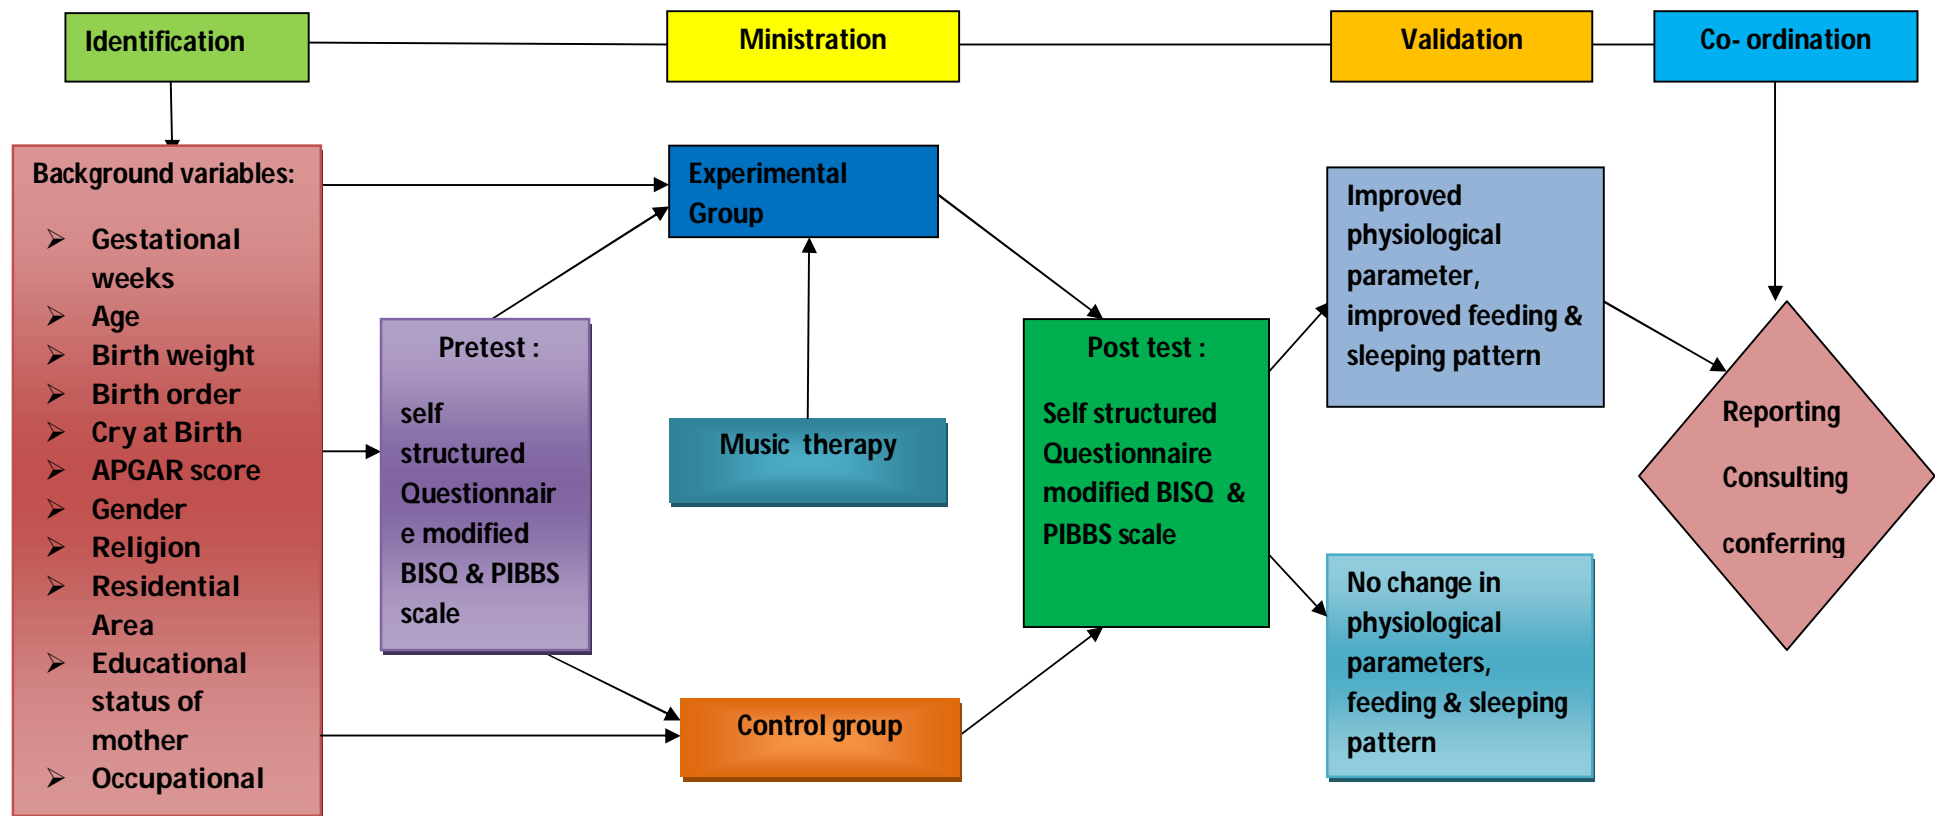 Identification
Ministration
Validation
Co- ordination
Background variables:
➢ Gestational
weeks
➢ Age
➢ Birth weight
➢ Birth order
➢ Cry at Birth
➢ APGAR score
➢ Gender
➢ Religion
➢ Residential
Area
➢ Educational
status of
mother
➢ Occupational
Pretest :
self
structured
Questionnair
e modified
BISQ & PIBBS
scale
Experimental
Group
Music therapy
Control group
Post test :
Self structured
Questionnaire
modified BISQ &
PIBBS scale
Improved
physiological
parameter,
improved feeding &
sleeping pattern
No change in
physiological
parameters,
feeding & sleeping
pattern
Reporting
Consulting
conferring